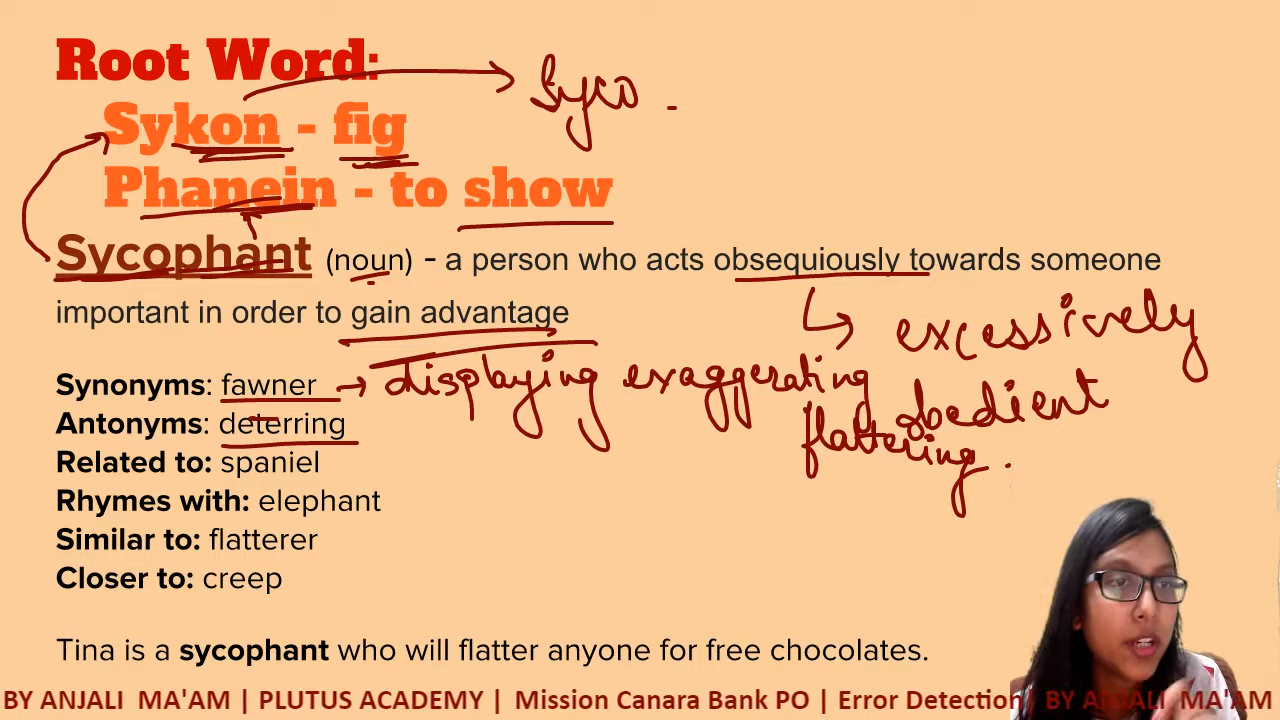 Root Word:
Sykon - fig
Syco -
Phanein - to show
Sycophant (noun) - a person who acts obsequiously towards someone
important in order to gain advantage
excessively
obedient
Synonyms: fawner → displaying exaggerating
flattering.
Antonyms: deterring
Related to: spaniel
Rhymes with: elephant
Similar to: flatterer
Closer to: creep
Tina is a sycophant who will flatter anyone for free chocolates.
BY ANJALI MA'AM | PLUTUS ACADEMY | Mission Canara Bank PO | Error Detection| BY ANJALI MA'AM